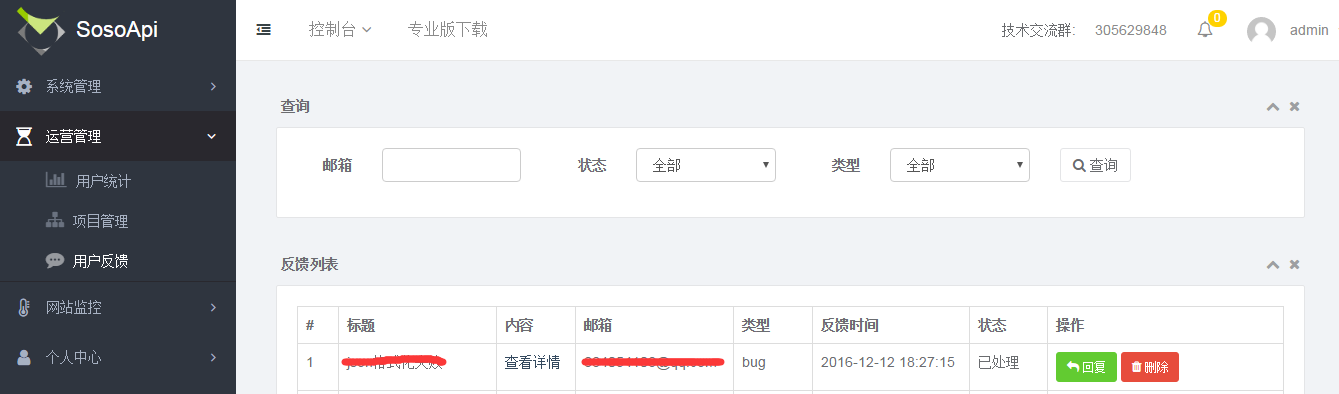 SosoApi
控制台 专业版下载 技术交流群: 305629848 0 admin
系统管理
运营管理
用户统计
项目管理
用户反馈
网站监控
个人中心
查询
邮箱 状态 全部 类型 全部 查询
反馈列表
# 标题 内容 邮箱 类型 反馈时间 状态 操作
1 查看详情 bug 2016-12-12 18:27:15 已处理 回复 删除